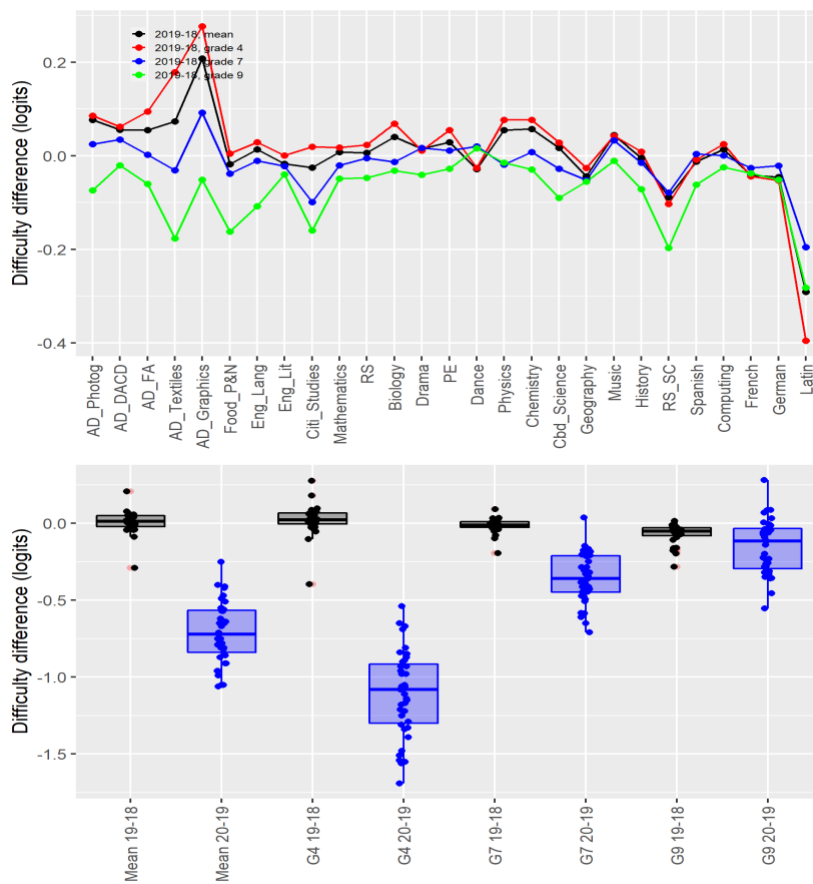 2019-18, mean
2019-18, grade 4
2019-18, grade 7
2019-18, grade 9
Difficulty difference (logits)
0.2
0.0
-0.2
-0.4
AD_Photog
AD_DACD
AD_FA
AD_Textiles
AD_Graphics
Food_P&N
Eng_Lang
Eng_Lit
Citi_Studies
Mathematics
RS
Biology
Drama
PE
Dance
Physics
Chemistry
Cbd_Science
Geography
Music
History
RS_SC
Spanish
Computing
French
German
Latin
Difficulty difference (logits)
0.0
-0.5
-1.0
-1.5
Mean 19-18
Mean 20-19
G4 19-18
G4 20-19
G7 19-18
G7 20-19
G9 19-18
G9 20-19